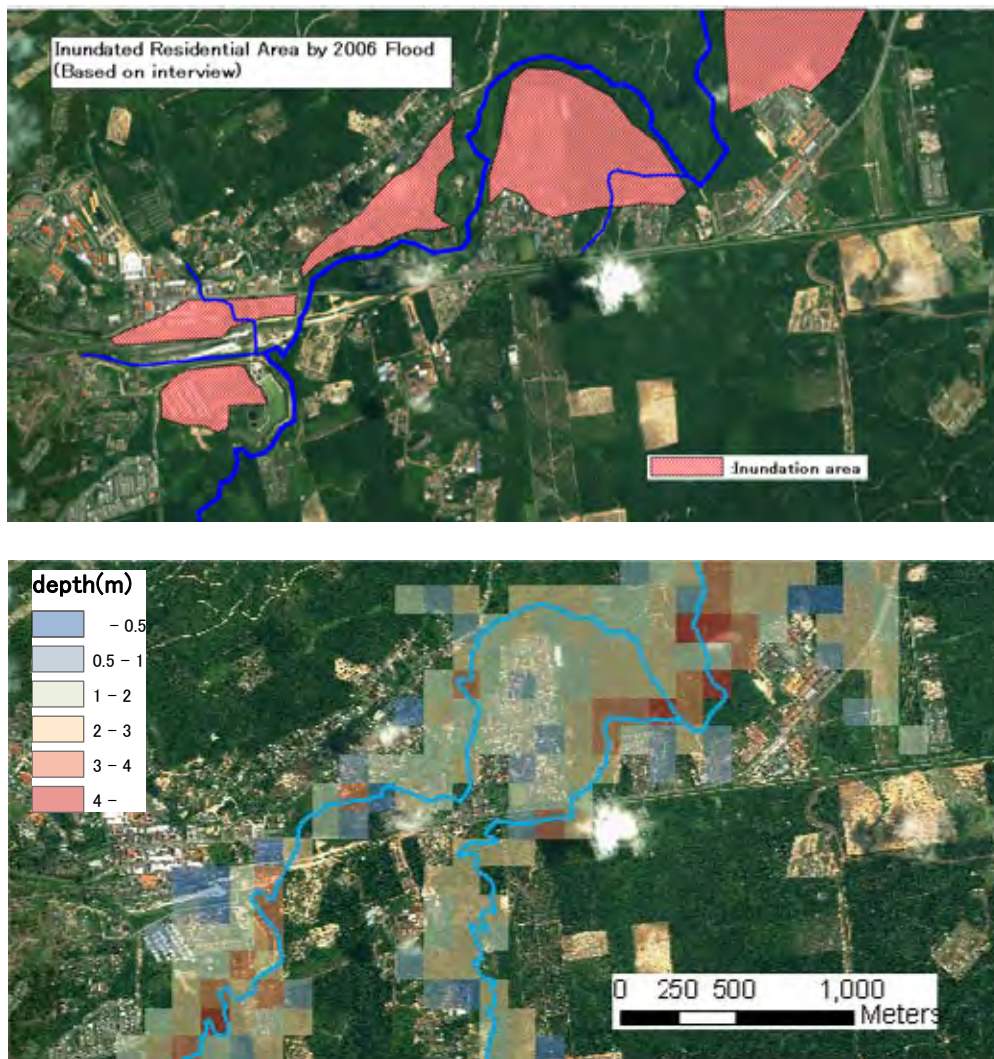 Inundated Residential Area by 2006 Flood
(Based on interview)
:Inundation area
depth(m)
- 0.5
0.5 - 1
1 - 2
2 - 3
3 - 4
4 -
0 250 500 1,000
Meters